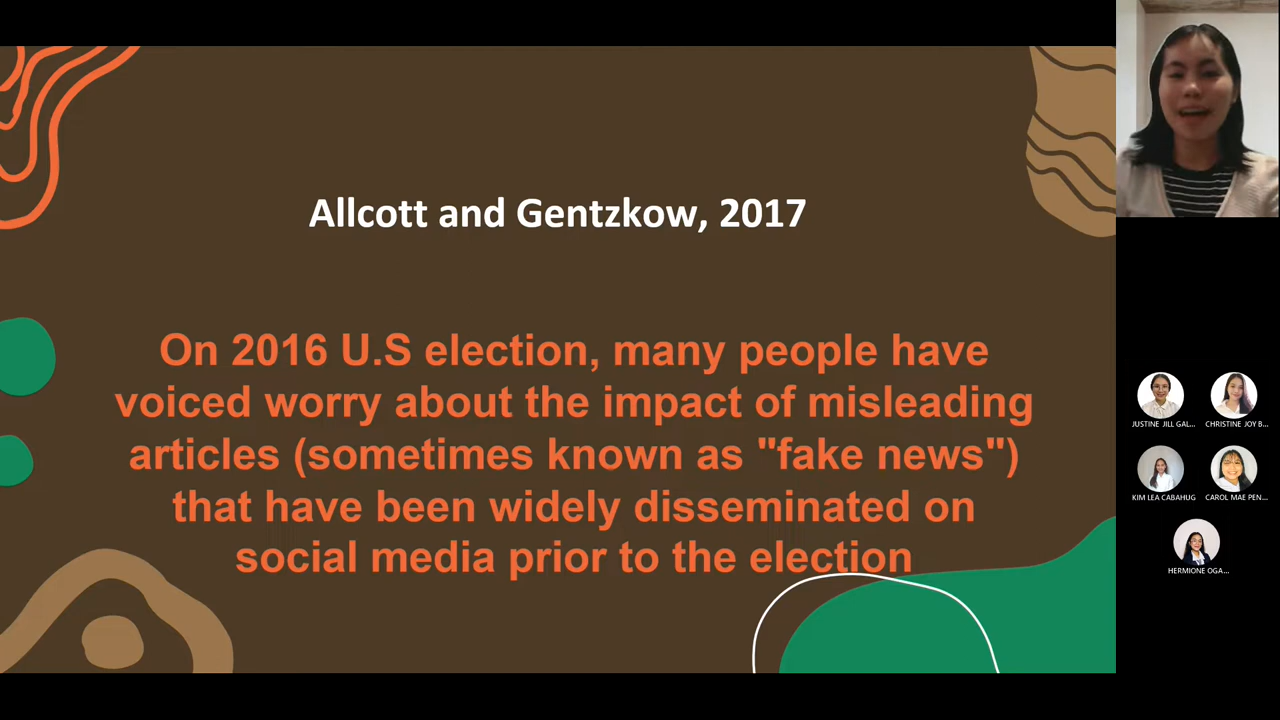 Allcott and Gentzkow, 2017
On 2016 U.S election, many people have
voiced worry about the impact of misleading
articles (sometimes known as "fake news")
that have been widely disseminated on
social media prior to the election
JUSTINE JILL GAL...
CHRISTINE JOY B...
KIM LEA CABAHUG
CAROL MAE PEN...
HERMIONE OGA...